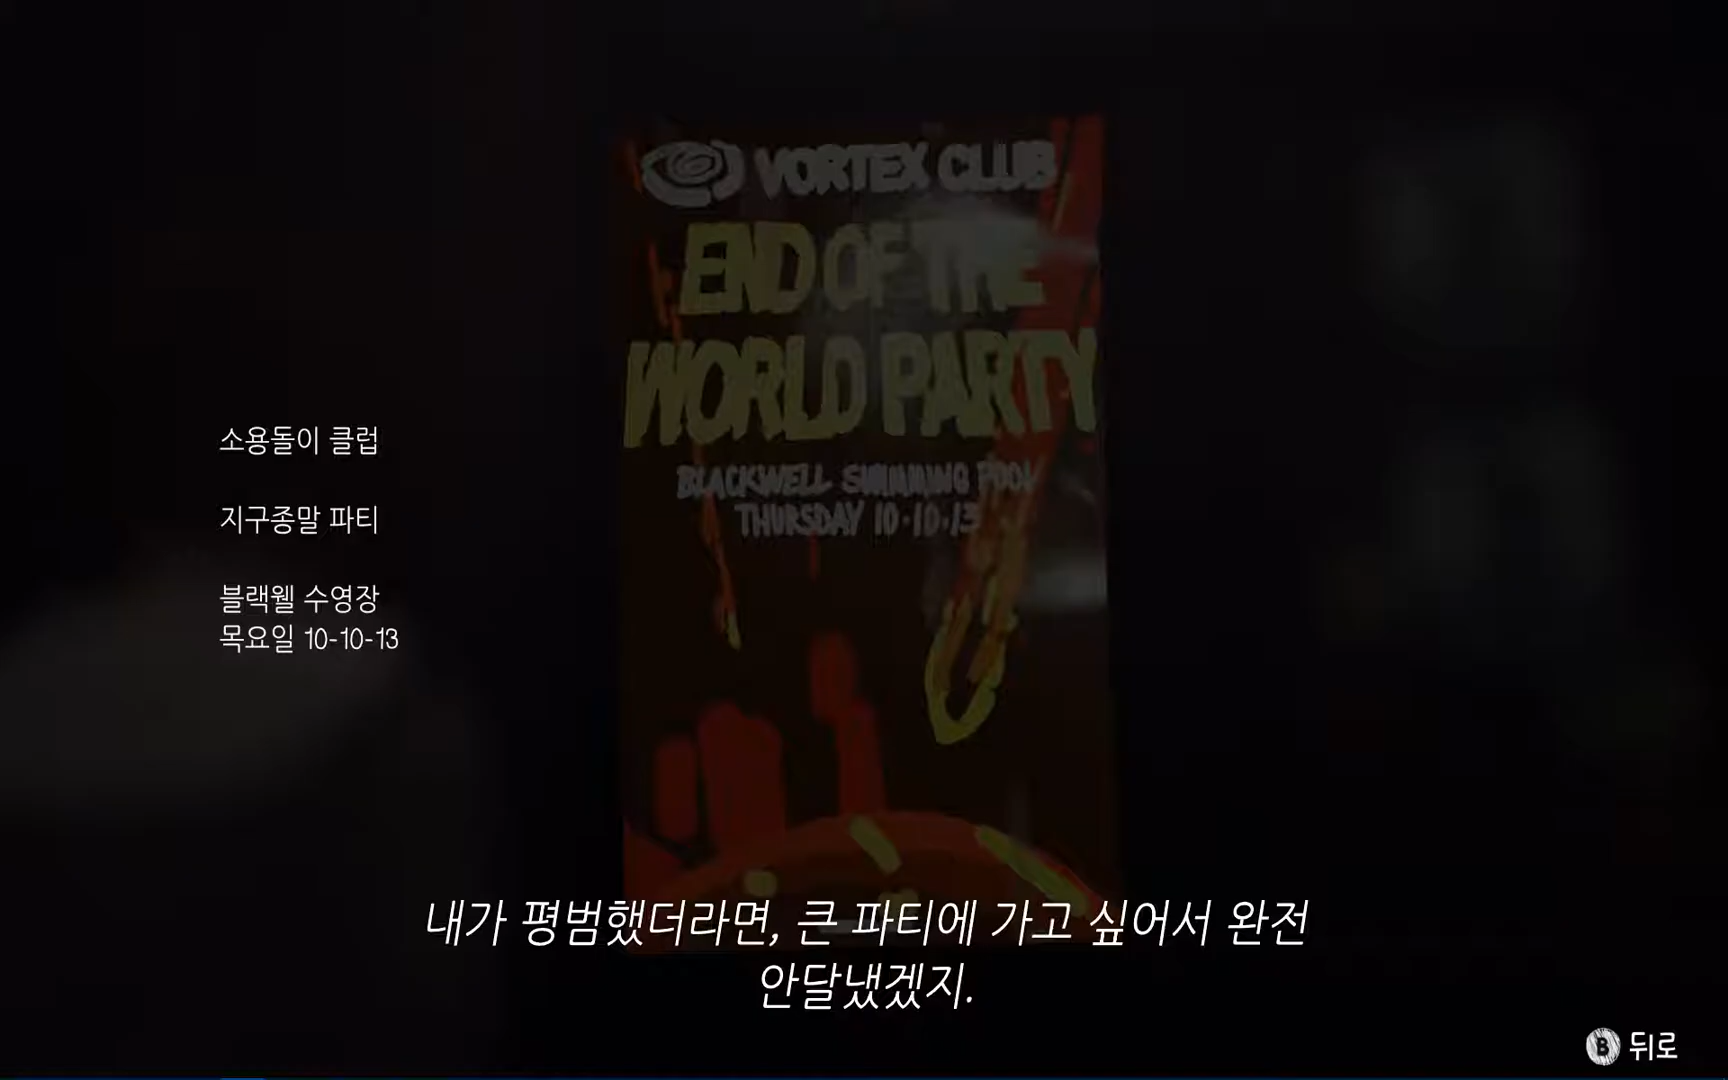 VORTEX CLUB
END OF THE
WORLD PARTY
BLACKWELL SWIMMING POOL
THURSDAY 10·10·13
소용돌이 클럽
지구종말 파티
블랙웰 수영장
목요일 10-10-13
내가 평범했더라면, 큰 파티에 가고 싶어서 완전
안달냈겠지.
B 뒤로